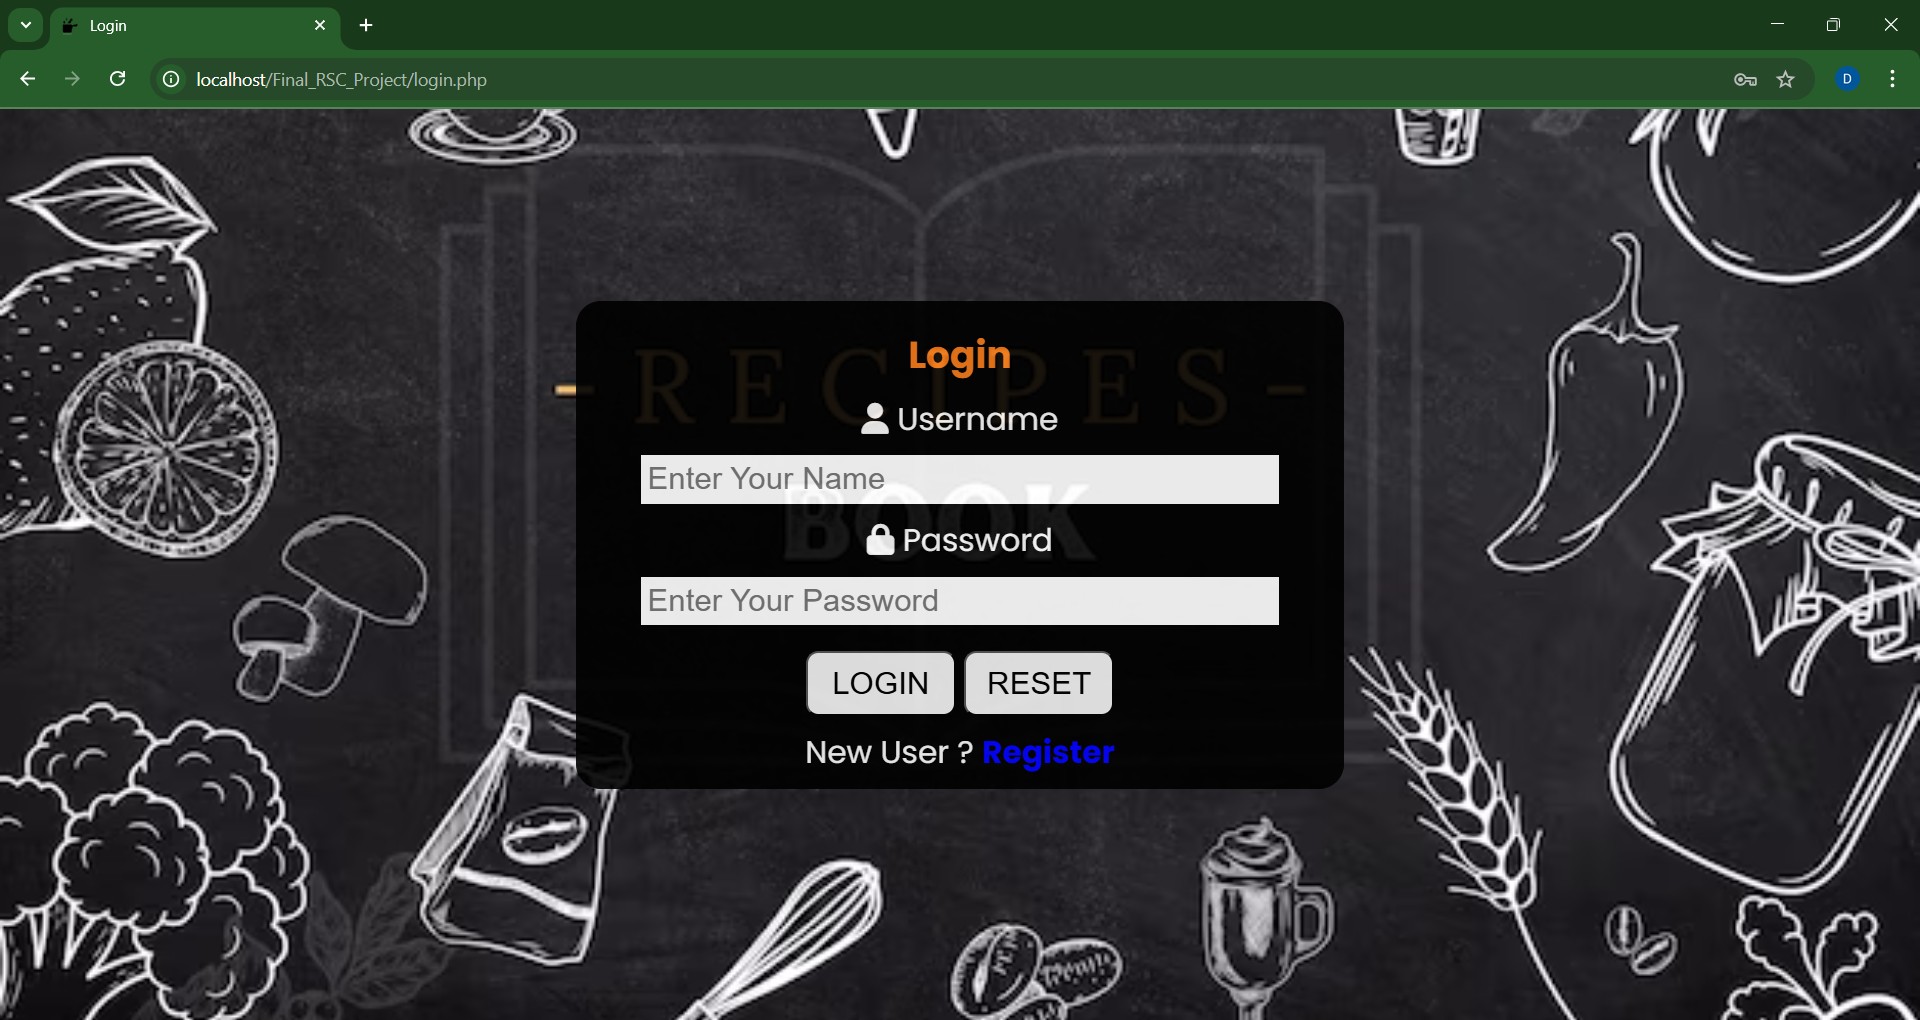 Login
localhost/Final_RSC_Project/login.php
D
Login
- RECIPES -
Username
Enter Your Name
BOOK
Password
Enter Your Password
LOGIN RESET
New User ? Register